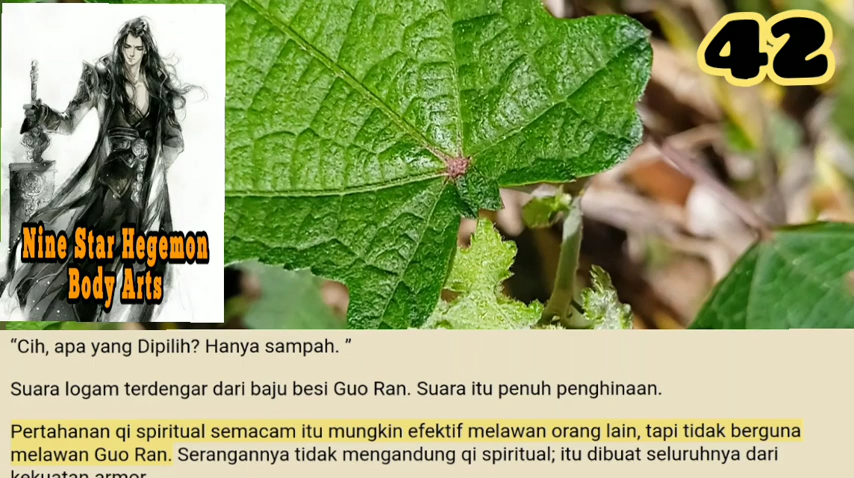 42
Nine Star Hegemon
Body Arts
“Cih, apa yang Dipilih? Hanya sampah. ”
Suara logam terdengar dari baju besi Guo Ran. Suara itu penuh penghinaan.
Pertahanan qi spiritual semacam itu mungkin efektif melawan orang lain, tapi tidak berguna
melawan Guo Ran. Serangannya tidak mengandung qi spiritual; itu dibuat seluruhnya dari
kekuatan armor.